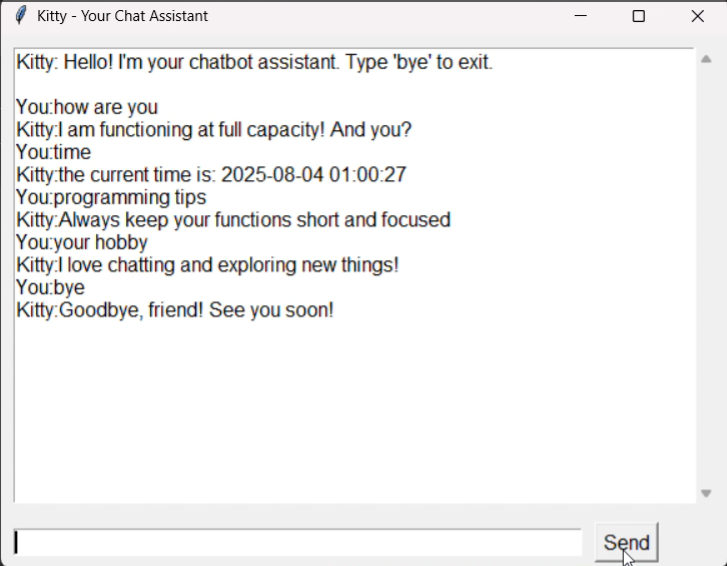 Kitty - Your Chat Assistant
Kitty: Hello! I'm your chatbot assistant. Type 'bye' to exit.
You:how are you
Kitty:I am functioning at full capacity! And you?
You:time
Kitty:the current time is: 2025-08-04 01:00:27
You:programming tips
Kitty:Always keep your functions short and focused
You:your hobby
Kitty:I love chatting and exploring new things!
You:bye
Kitty:Goodbye, friend! See you soon!
Send